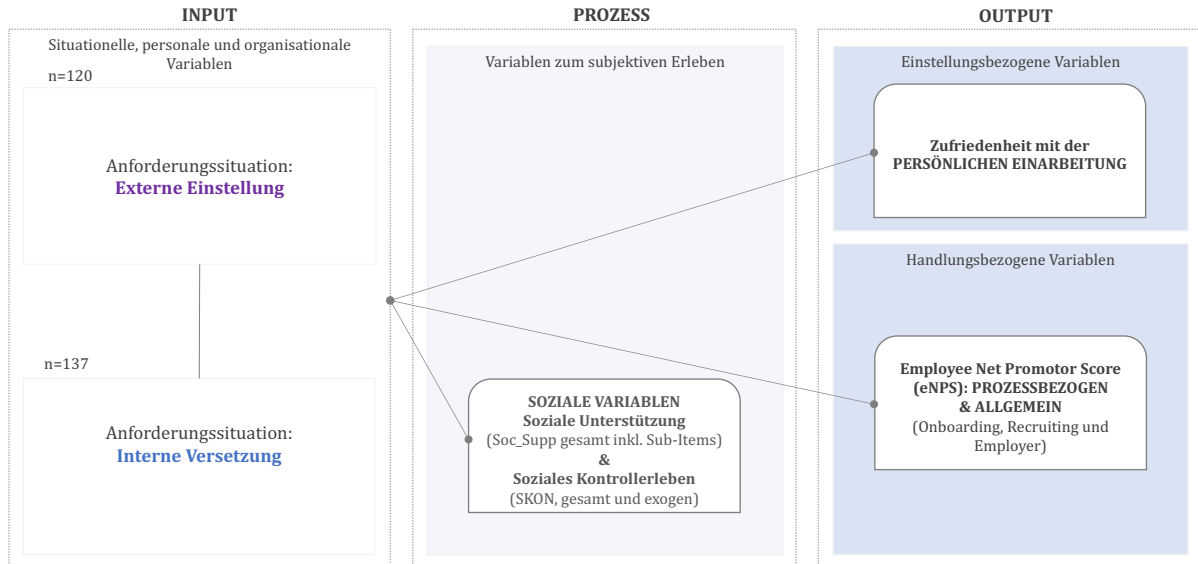 INPUT
Situationelle, personale und organisationale
Variablen
n=120
Anforderungssituation:
Externe Einstellung
n=137
Anforderungssituation:
Interne Versetzung
PROZESS
Variablen zum subjektiven Erleben
SOZIALE VARIABLEN
Soziale Unterstützung
(Soc_Supp gesamt inkl. Sub-Items)
&
Soziales Kontrollerleben
(SKON, gesamt und exogen)
OUTPUT
Einstellungsbezogene Variablen
Zufriedenheit mit der
PERSÖNLICHEN EINARBEITUNG
Handlungsbezogene Variablen
Employee Net Promotor Score
(eNPS): PROZESSBEZOGEN
& ALLGEMEIN
(Onboarding, Recruiting und
Employer)